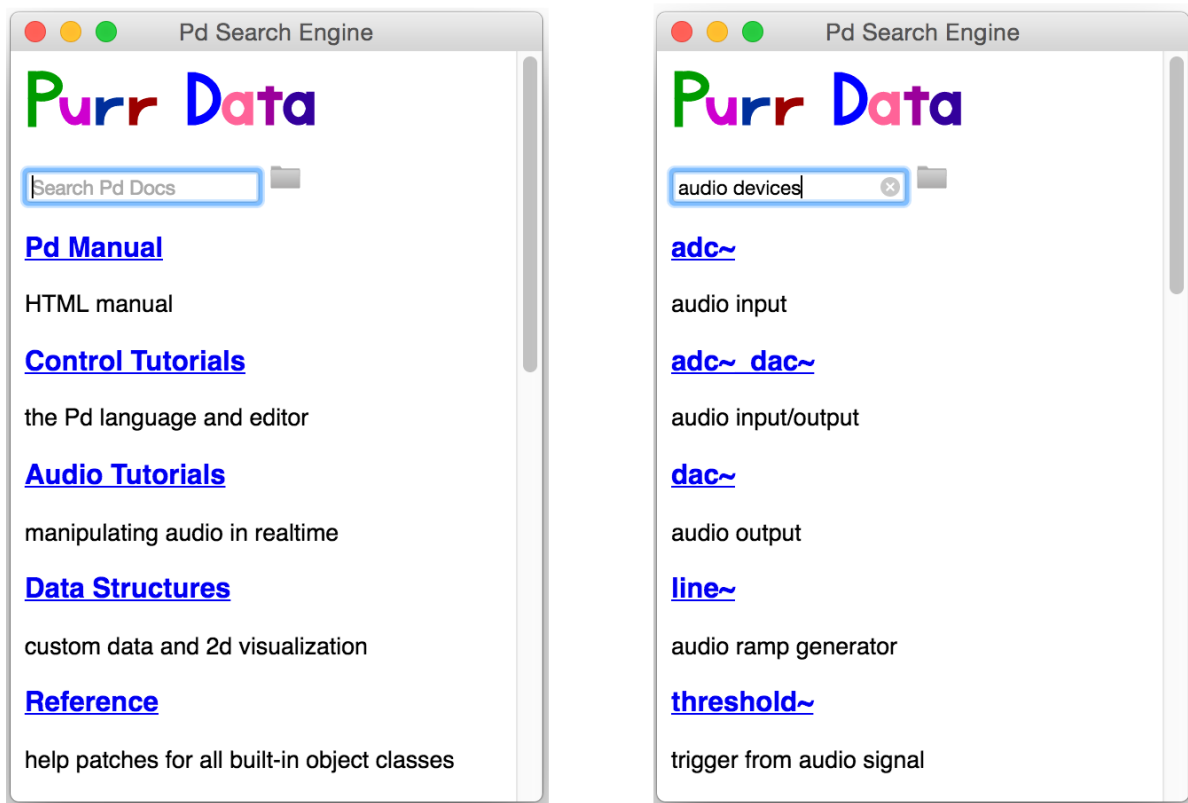 Pd Search Engine
Purr Data
Search Pd Docs
Pd Manual
HTML manual
Control Tutorials
the Pd language and editor
Audio Tutorials
manipulating audio in realtime
Data Structures
custom data and 2d visualization
Reference
help patches for all built-in object classes
Pd Search Engine
Purr Data
audio devices
adc~
audio input
adc~ dac~
audio input/output
dac~
audio output
line~
audio ramp generator
threshold~
trigger from audio signal